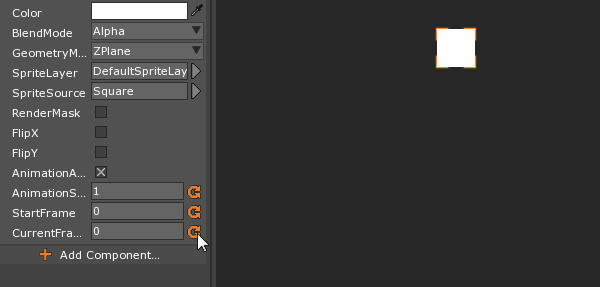 Color
BlendMode Alpha
GeometryM... ZPlane
SpriteLayer DefaultSpriteLay
SpriteSource Square
RenderMask
FlipX
FlipY
AnimationA...
AnimationS... 1
StartFrame 0
CurrentFra... 0
Add Component...